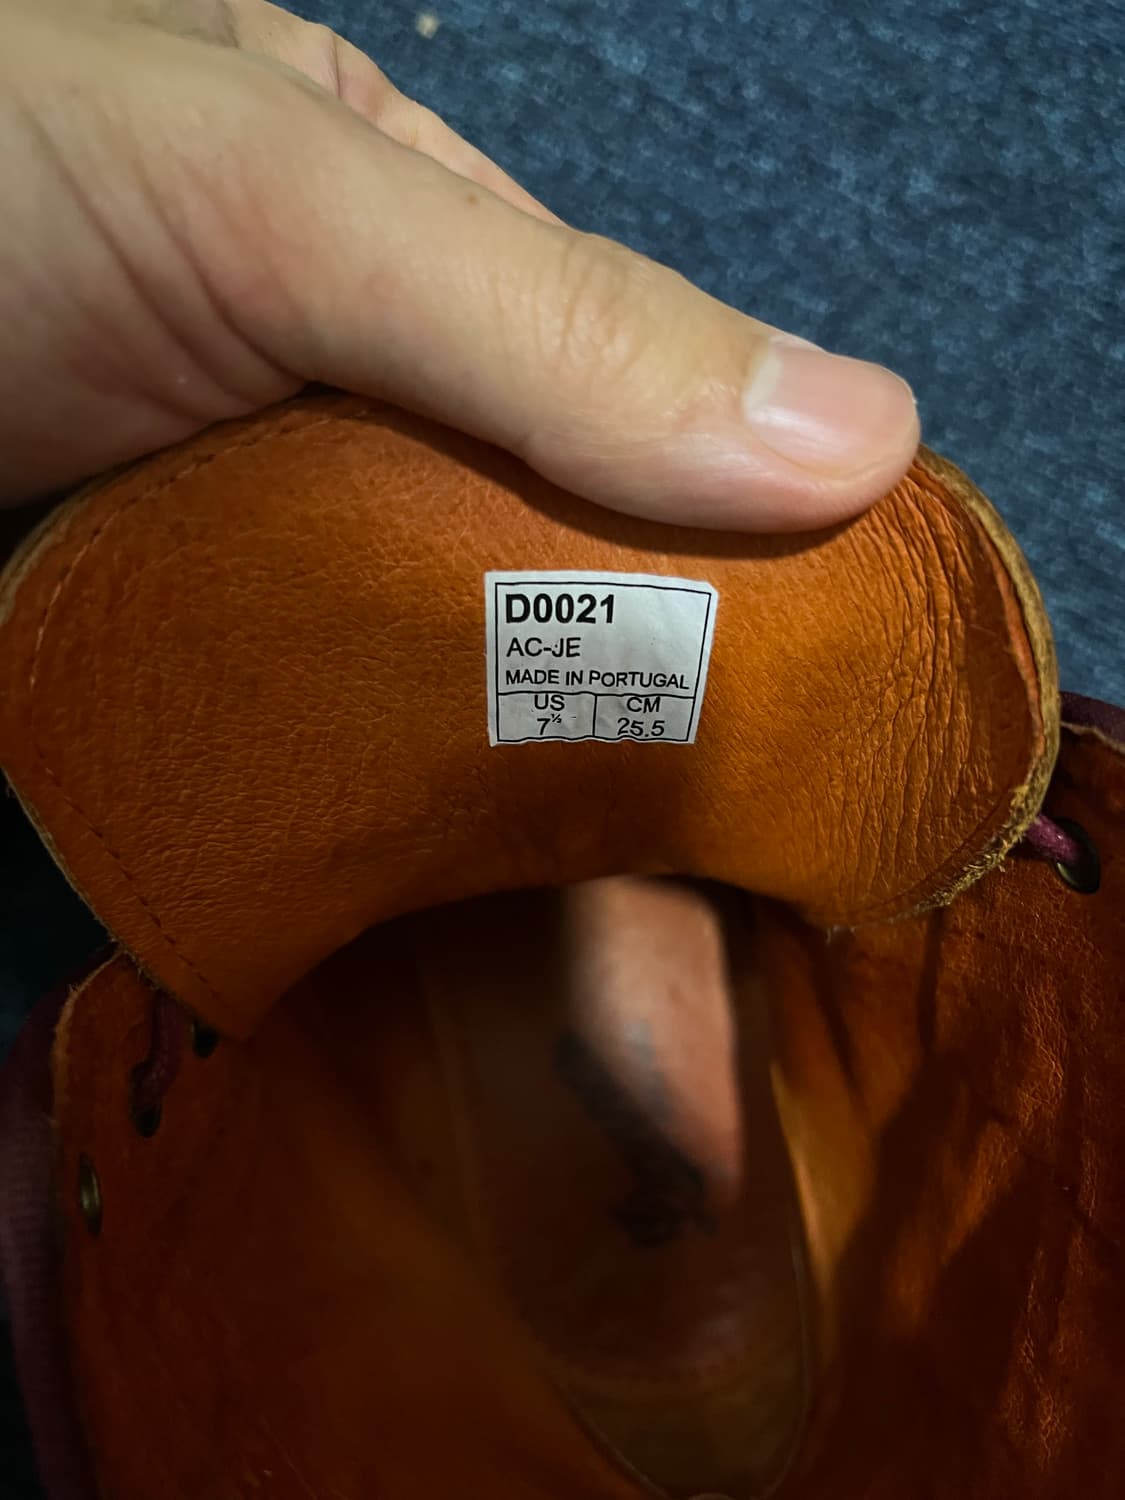 D0021
AC-JE
MADE IN PORTUGAL
US CM
7½ 25.5